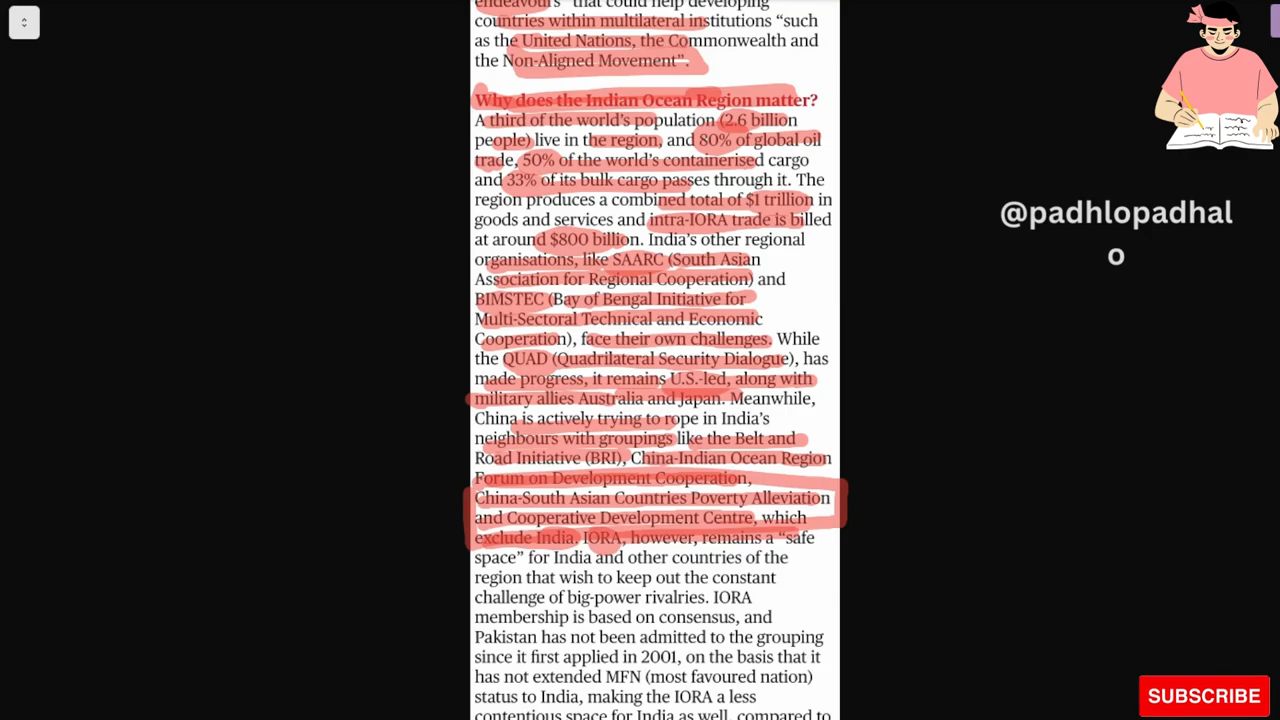 endeavours” that could help developing
countries within multilateral institutions “such
as the United Nations, the Commonwealth and
the Non-Aligned Movement”.
Why does the Indian Ocean Region matter?
A third of the world’s population (2.6 billion
people) live in the region, and 80% of global oil
trade, 50% of the world’s containerised cargo
and 33% of its bulk cargo passes through it. The
region produces a combined total of $1 trillion in
goods and services and intra-IORA trade is billed
at around $800 billion. India’s other regional
organisations, like SAARC (South Asian
Association for Regional Cooperation) and
BIMSTEC (Bay of Bengal Initiative for
Multi-Sectoral Technical and Economic
Cooperation), face their own challenges. While
the QUAD (Quadrilateral Security Dialogue), has
made progress, it remains U.S.-led, along with
military allies Australia and Japan. Meanwhile,
China is actively trying to rope in India’s
neighbours with groupings like the Belt and
Road Initiative (BRI), China-Indian Ocean Region
Forum on Development Cooperation,
China-South Asian Countries Poverty Alleviation
and Cooperative Development Centre, which
exclude India. IORA, however, remains a “safe
space” for India and other countries of the
region that wish to keep out the constant
challenge of big-power rivalries. IORA
membership is based on consensus, and
Pakistan has not been admitted to the grouping
since it first applied in 2001, on the basis that it
has not extended MFN (most favoured nation)
status to India, making the IORA a less
contentious space for India as well, compared to
@padhlopadhal
o
SUBSCRIBE